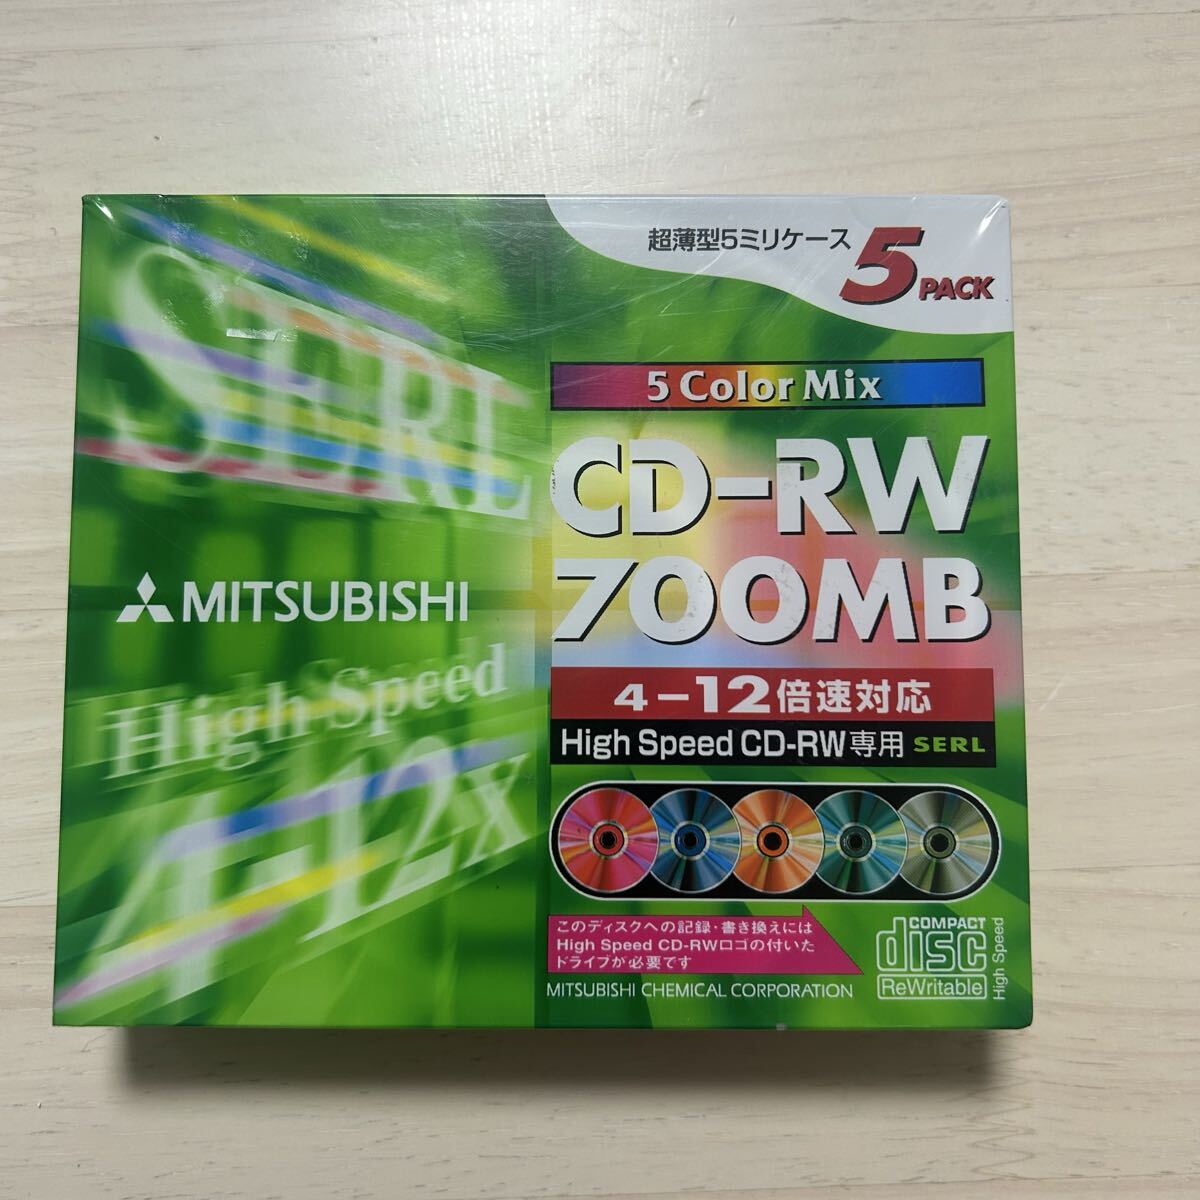 超薄型5ミリケース
5 PACK
5 Color Mix
CD-RW
700MB
4-12倍速対応
High Speed CD-RW専用 SERL
SERL
MITSUBISHI
High Speed
4-12x
このディスクへの記録・書き換えには
High Speed CD-RWロゴの付いた
ドライブが必要です
MITSUBISHI CHEMICAL CORPORATION
COMPACT
disc
ReWritable
High Speed